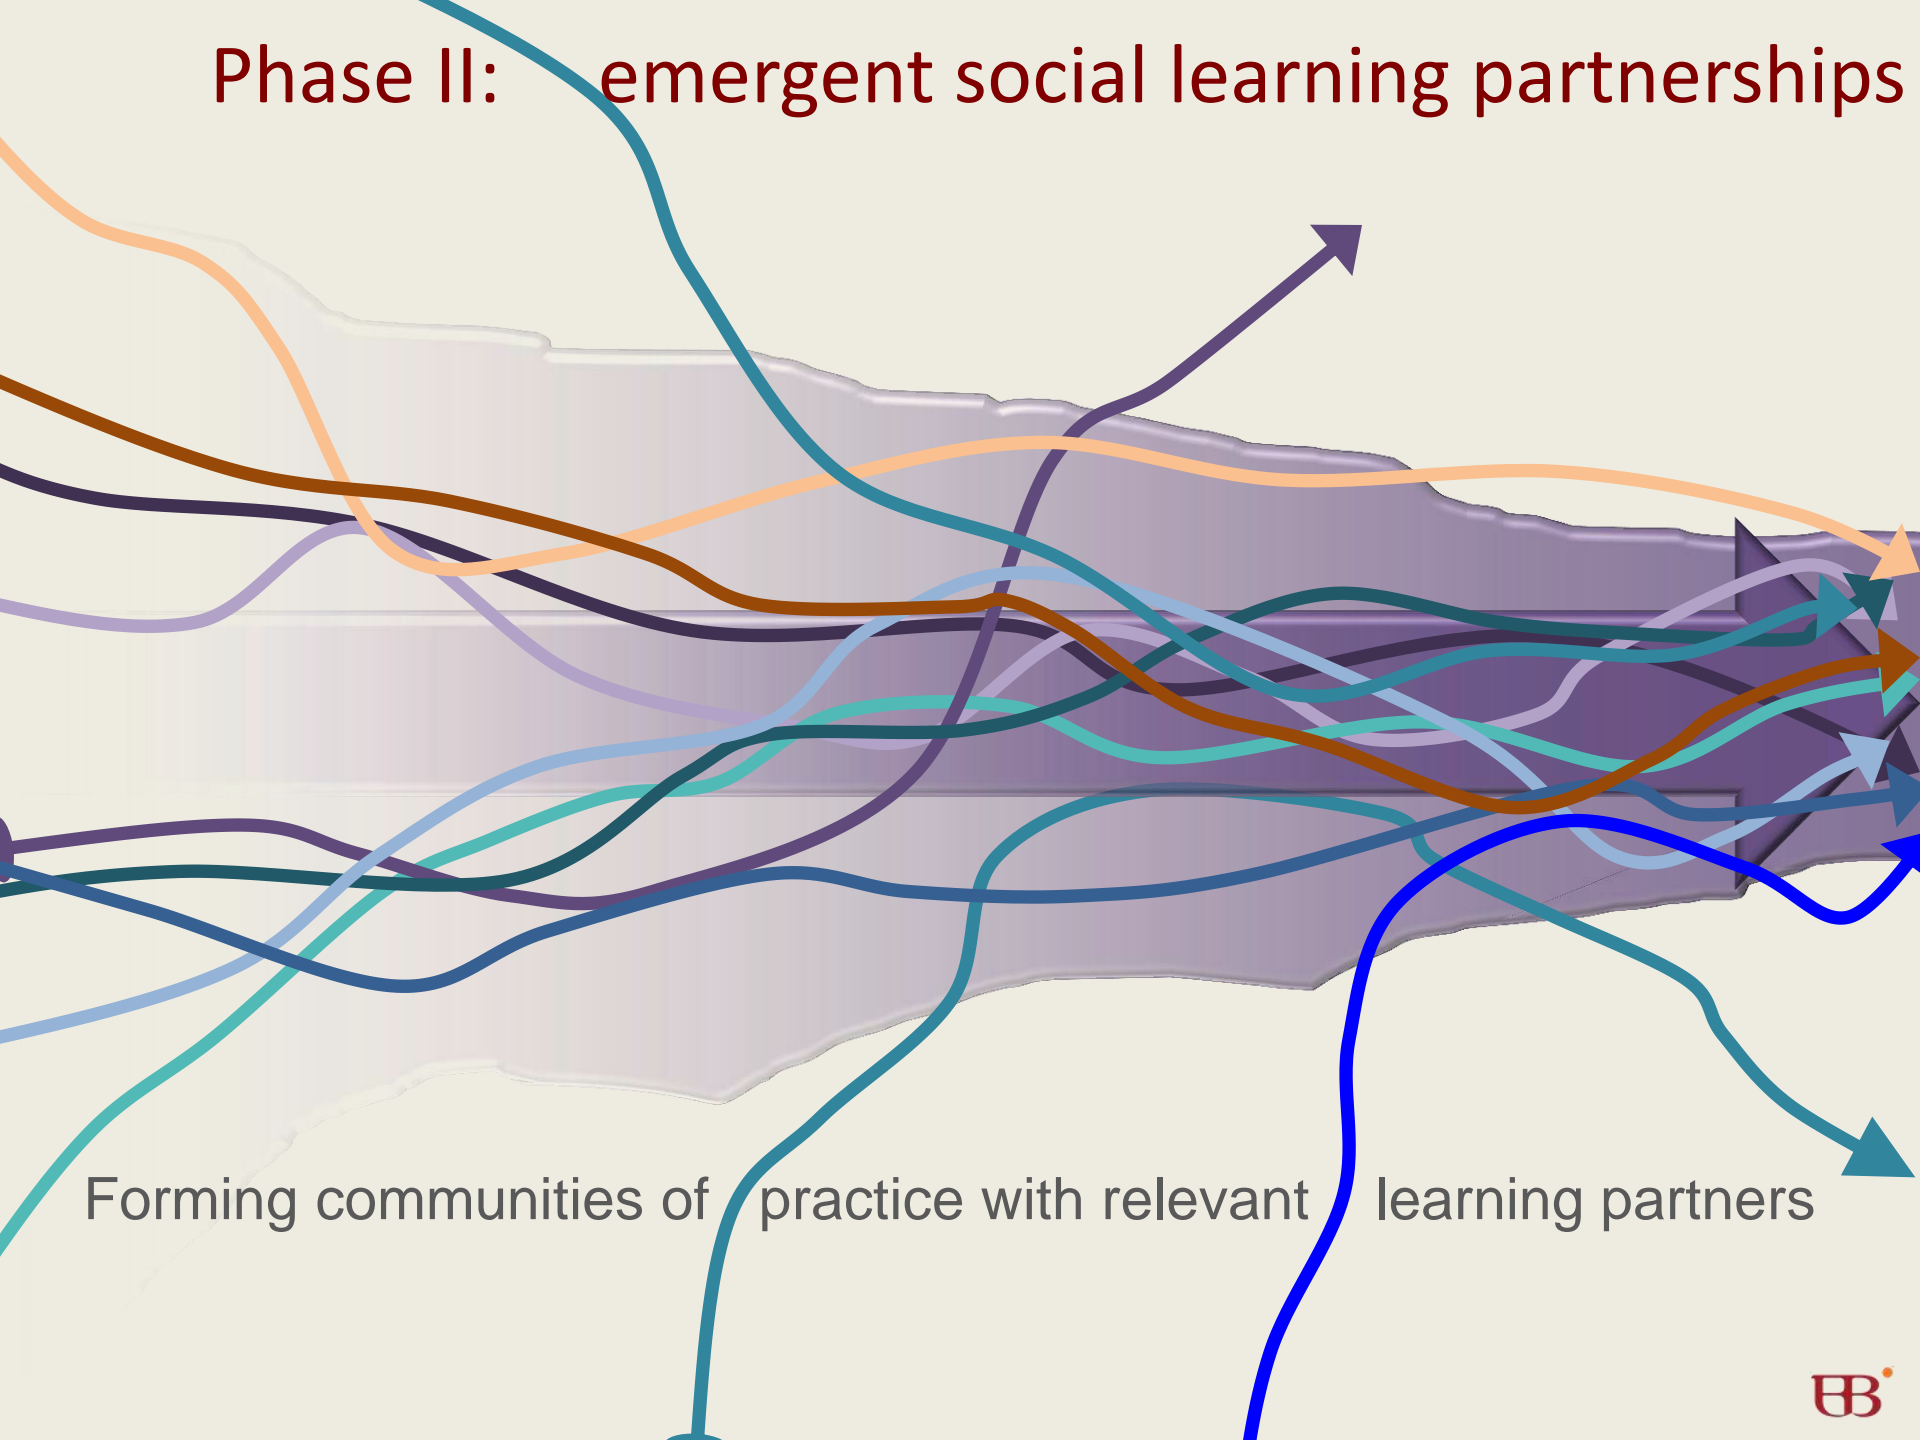 Phase II: emergent social learning partnerships
Forming communities of practice with relevant learning partners